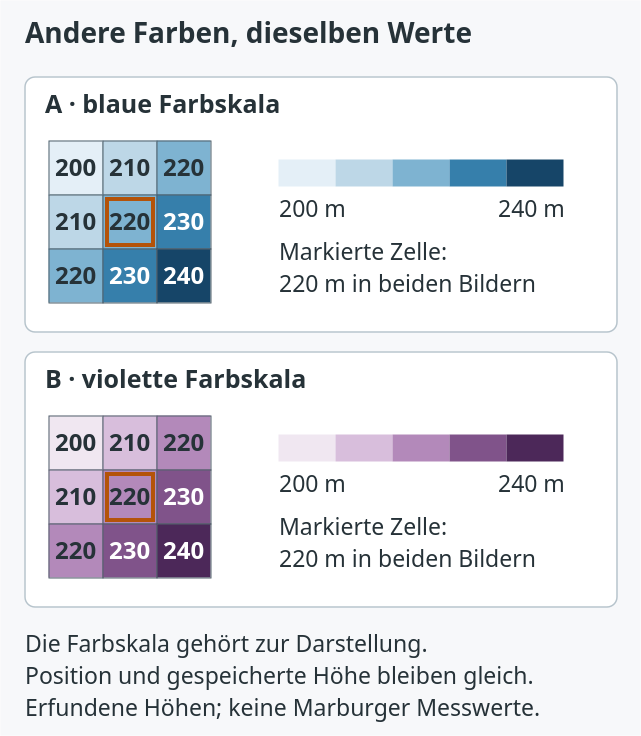 Andere Farben, dieselben Werte
A · blaue Farbskala
200 210 220
210 220 230
220 230 240
200 m 240 m
Markierte Zelle:
220 m in beiden Bildern
B · violette Farbskala
200 210 220
210 220 230
220 230 240
200 m 240 m
Markierte Zelle:
220 m in beiden Bildern
Die Farbskala gehört zur Darstellung.
Position und gespeicherte Höhe bleiben gleich.
Erfundene Höhen; keine Marburger Messwerte.